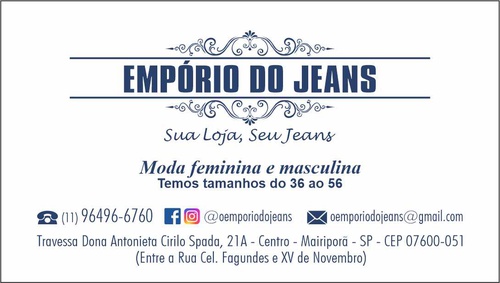 EMPÓRIO DO JEANS
Sua Loja, Seu Jeans
Moda feminina e masculina
Temos tamanhos do 36 ao 56
(11) 96496-6760 @oemporiodojeans oemporiodojeans@gmail.com
Travessa Dona Antonieta Cirilo Spada, 21A - Centro - Mairiporã - SP - CEP 07600-051
(Entre a Rua Cel. Fagundes e XV de Novembro)